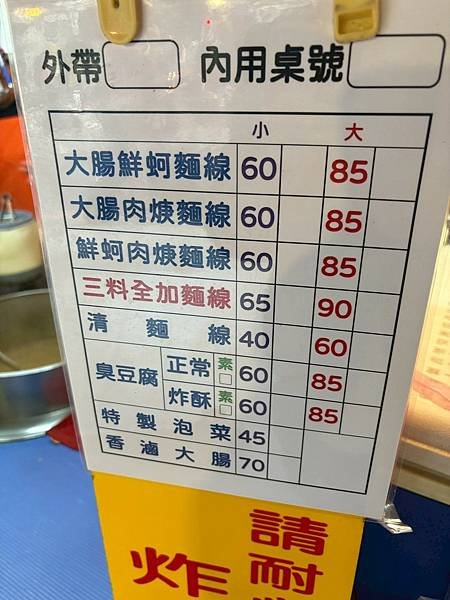 外帶 內用桌號
小 大
大腸鮮蚵麵線 60 85
大腸肉焿麵線 60 85
鮮蚵肉焿麵線 60 85
三料全加麵線 65 90
清麵線 40 60
臭豆腐 正常 素 60 85
炸酥 素 60 85
特製泡菜 45
香滷大腸 70
請耐
炸